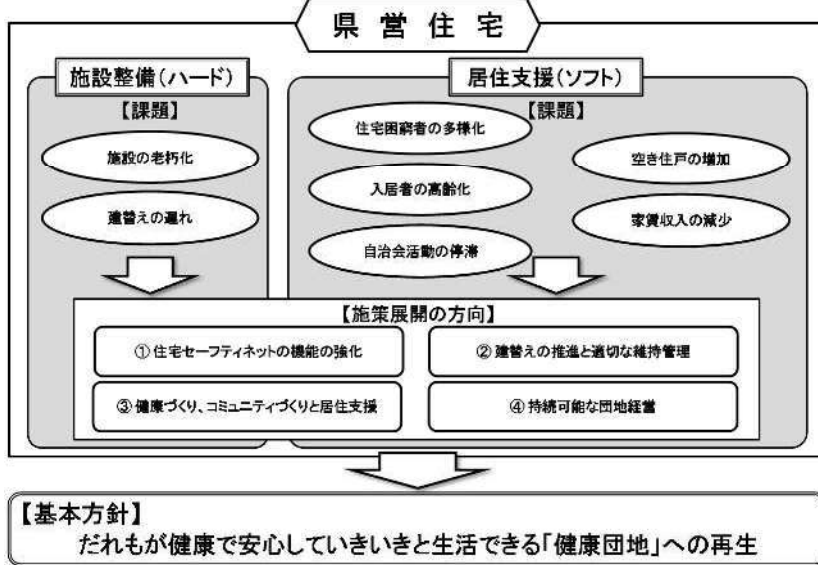 県営住宅
施設整備(ハード)
【課題】
施設の老朽化
建替えの遅れ
居住支援(ソフト)
【課題】
住宅困窮者の多様化
入居者の高齢化
自治会活動の停滞
空き住戸の増加
家賃収入の減少
【施策展開の方向】
①住宅セーフティネットの機能の強化
②建替えの推進と適切な維持管理
③健康づくり、コミュニティづくりと居住支援
④持続可能な団地経営
【基本方針】
だれもが健康で安心していきいきと生活できる「健康団地」への再生